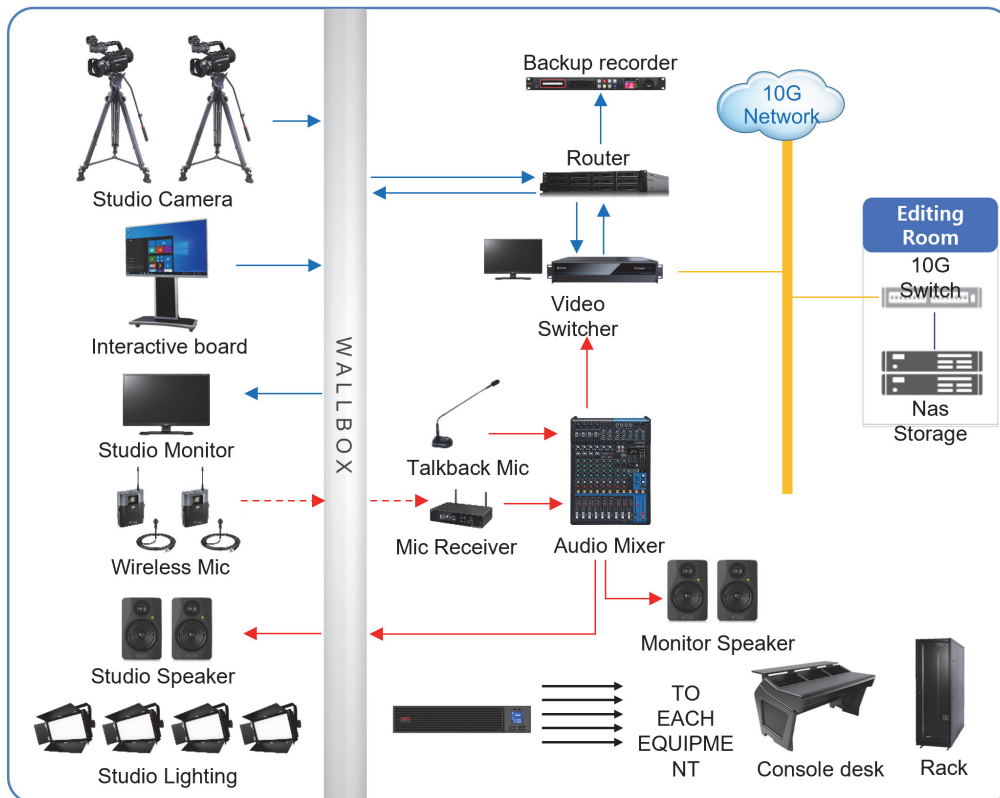 Studio Camera
Interactive board
Studio Monitor
Wireless Mic
Studio Speaker
Studio Lighting
WALLBOX
Backup recorder
Router
Video
Switcher
Talkback Mic
Mic Receiver
Audio Mixer
Monitor Speaker
TO
EACH
EQUIPME
NT
Console desk
Rack
10G
Network
Editing
Room
10G
Switch
Nas
Storage